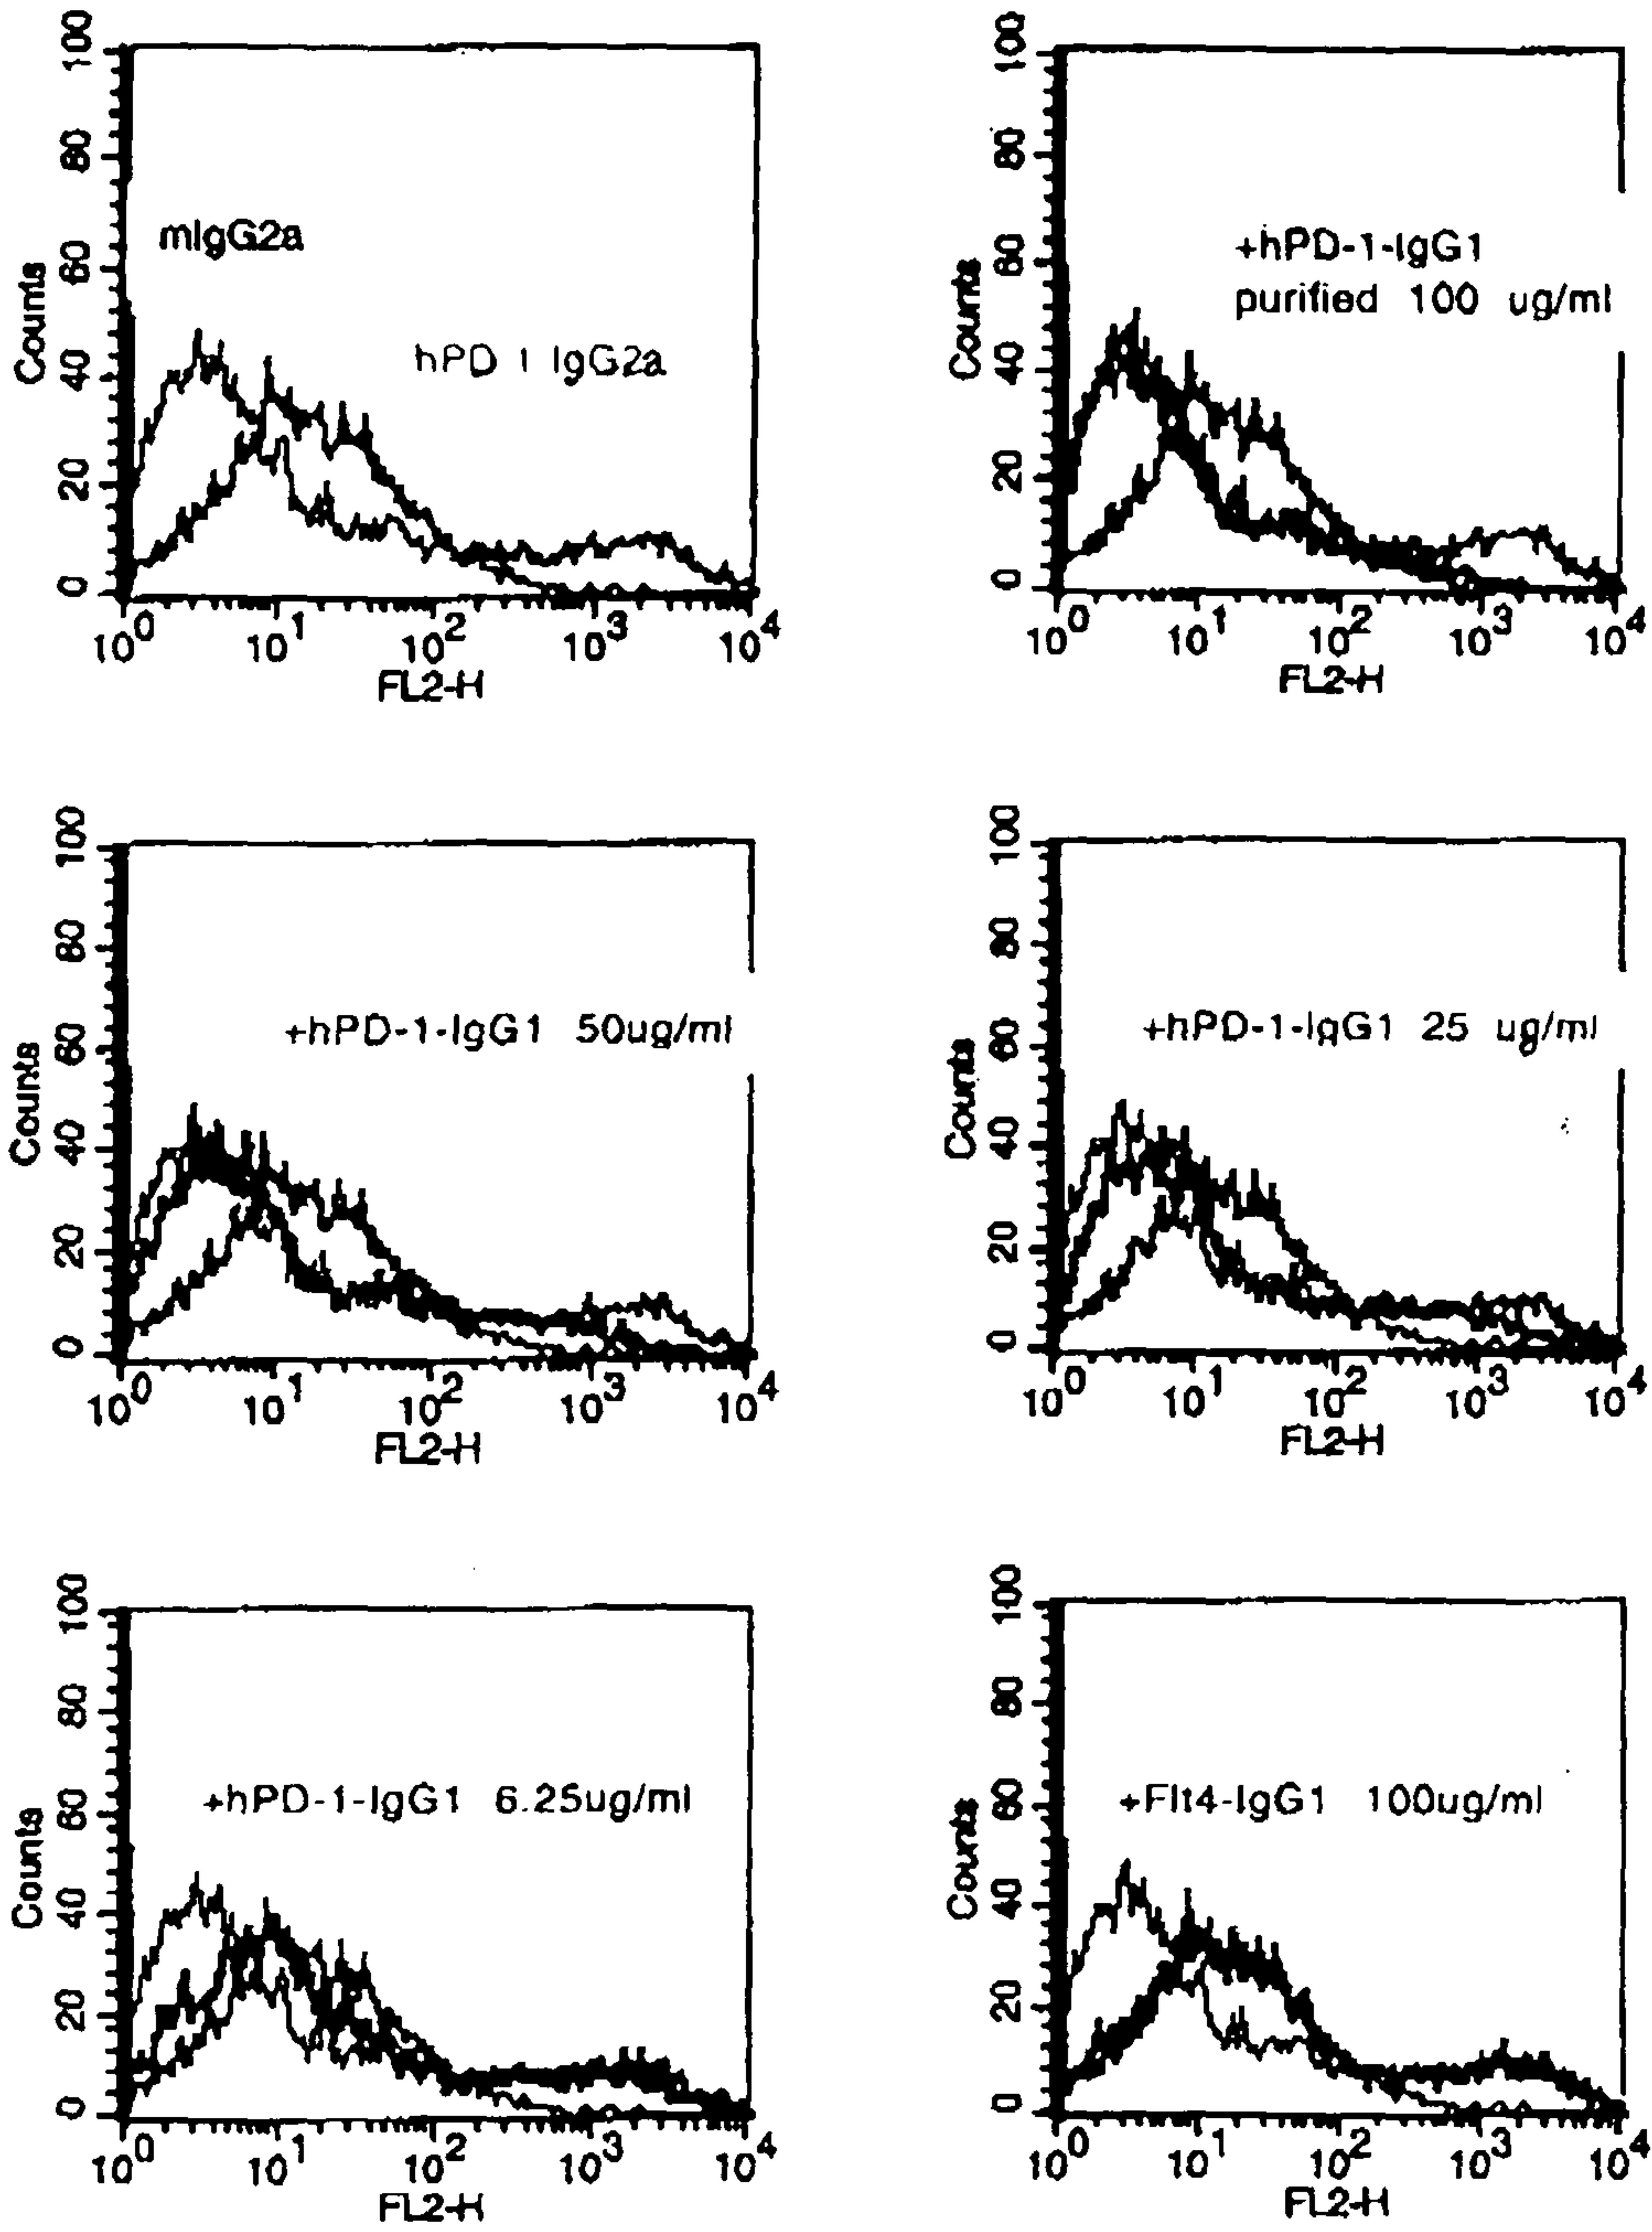 100
80
60
40
20
0
Counts
mIgG2a
hPD 1 IgG2a
10^0 10^1 10^2 10^3 10^4
FL2-H
100
80
60
40
20
0
Counts
+hPD-1-IgG1
purified 100 ug/ml
10^0 10^1 10^2 10^3 10^4
FL2-H
100
80
60
40
20
0
Counts
+hPD-1-IgG1 50ug/ml
10^0 10^1 10^2 10^3 10^4
FL2-H
100
80
60
40
20
0
Counts
+hPD-1-IgG1 25 ug/ml
10^0 10^1 10^2 10^3 10^4
FL2-H
100
80
60
40
20
0
Counts
+hPD-1-IgG1 6.25ug/ml
10^0 10^1 10^2 10^3 10^4
FL2-H
100
80
60
40
20
0
Counts
+Flt4-IgG1 100ug/ml
10^0 10^1 10^2 10^3 10^4
FL2-H